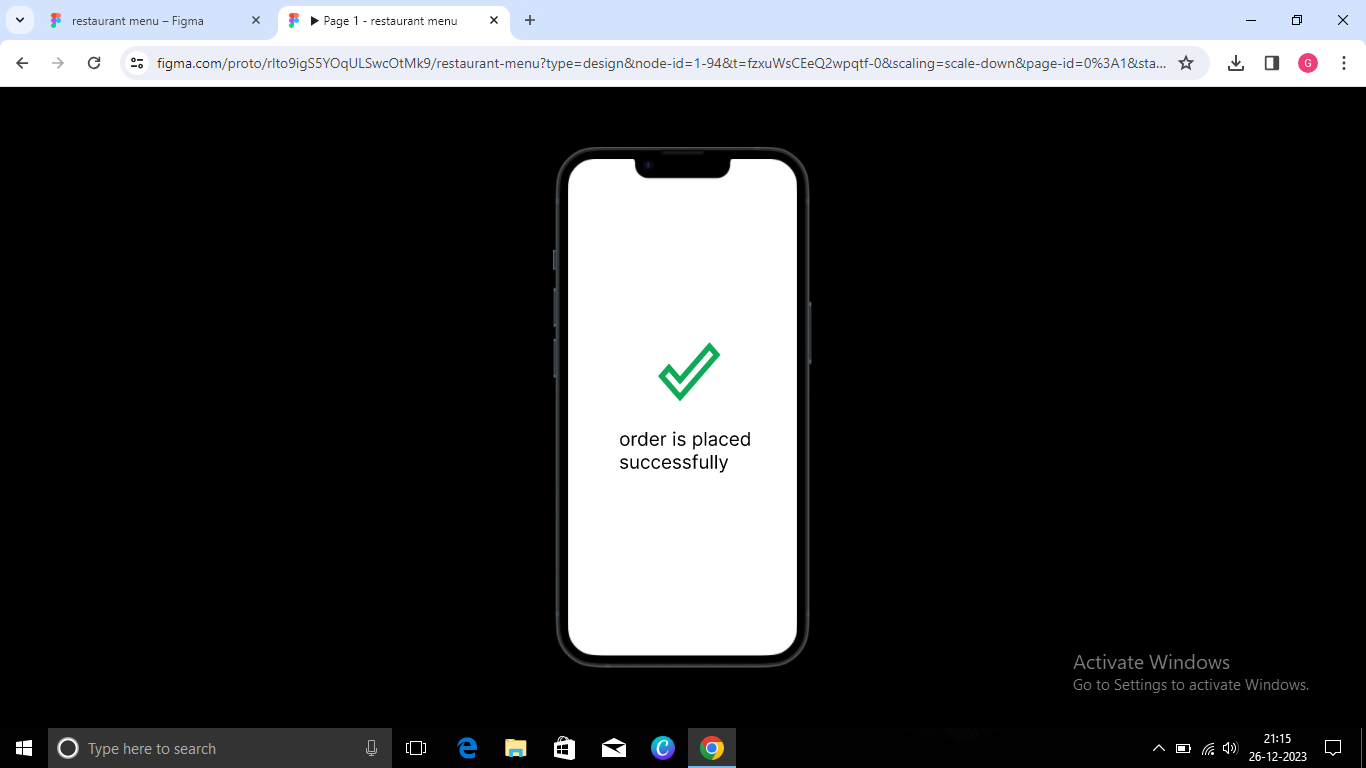 restaurant menu – Figma
Page 1 - restaurant menu
figma.com/proto/rIto9igS5YOqULSwcOtMk9/restaurant-menu?type=design&node-id=1-94&t=fzxuWsCEeQ2wpqtf-0&scaling=scale-down&page-id=0%3A1&sta...
G
order is placed
successfully
Activate Windows
Go to Settings to activate Windows.
Type here to search
21:15
26-12-2023